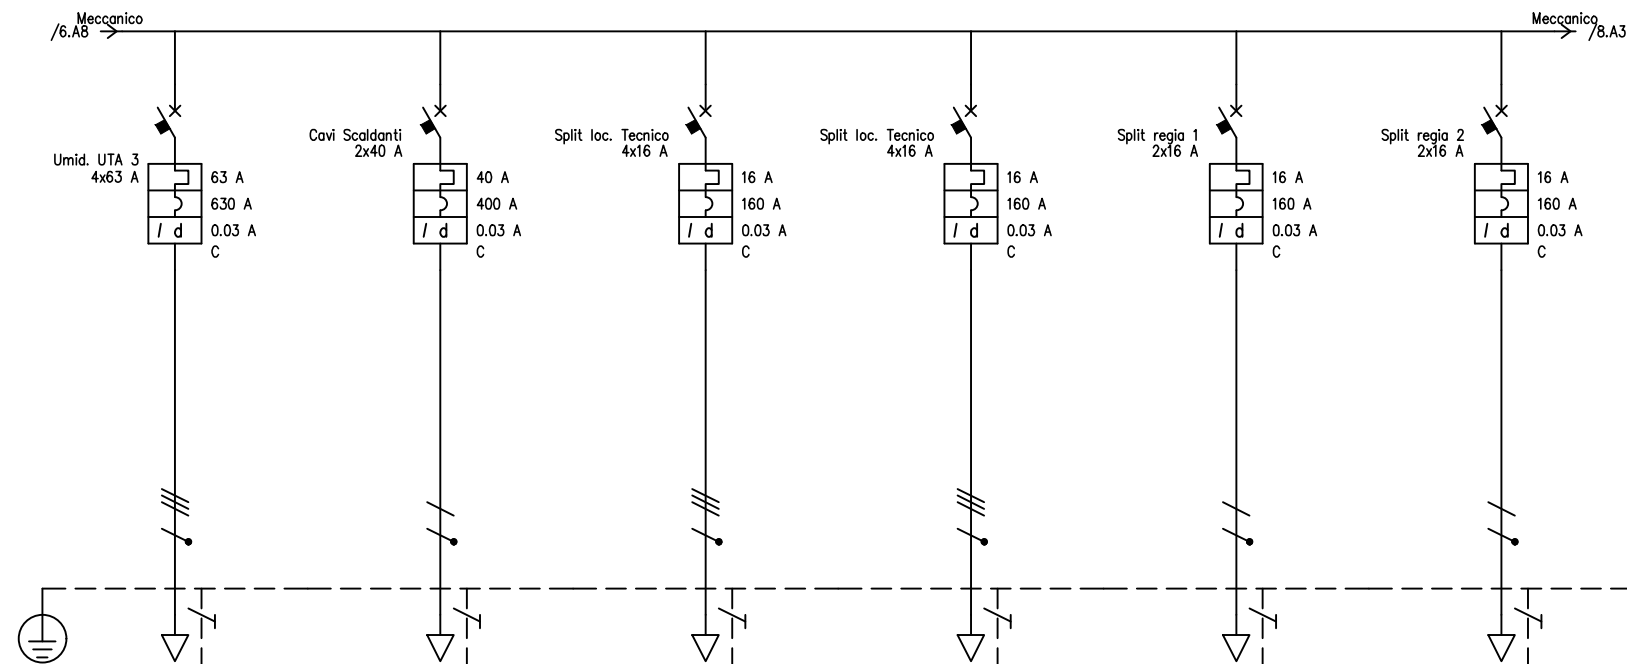 Meccanico
/6.A8
Meccanico
/8.A3
Umid. UTA 3
4x63 A
63 A
630 A
I d
0.03 A
C
Cavi Scaldanti
2x40 A
40 A
400 A
I d
0.03 A
C
Split loc. Tecnico
4x16 A
16 A
160 A
I d
0.03 A
C
Split loc. Tecnico
4x16 A
16 A
160 A
I d
0.03 A
C
Split regia 1
2x16 A
16 A
160 A
I d
0.03 A
C
Split regia 2
2x16 A
16 A
160 A
I d
0.03 A
C